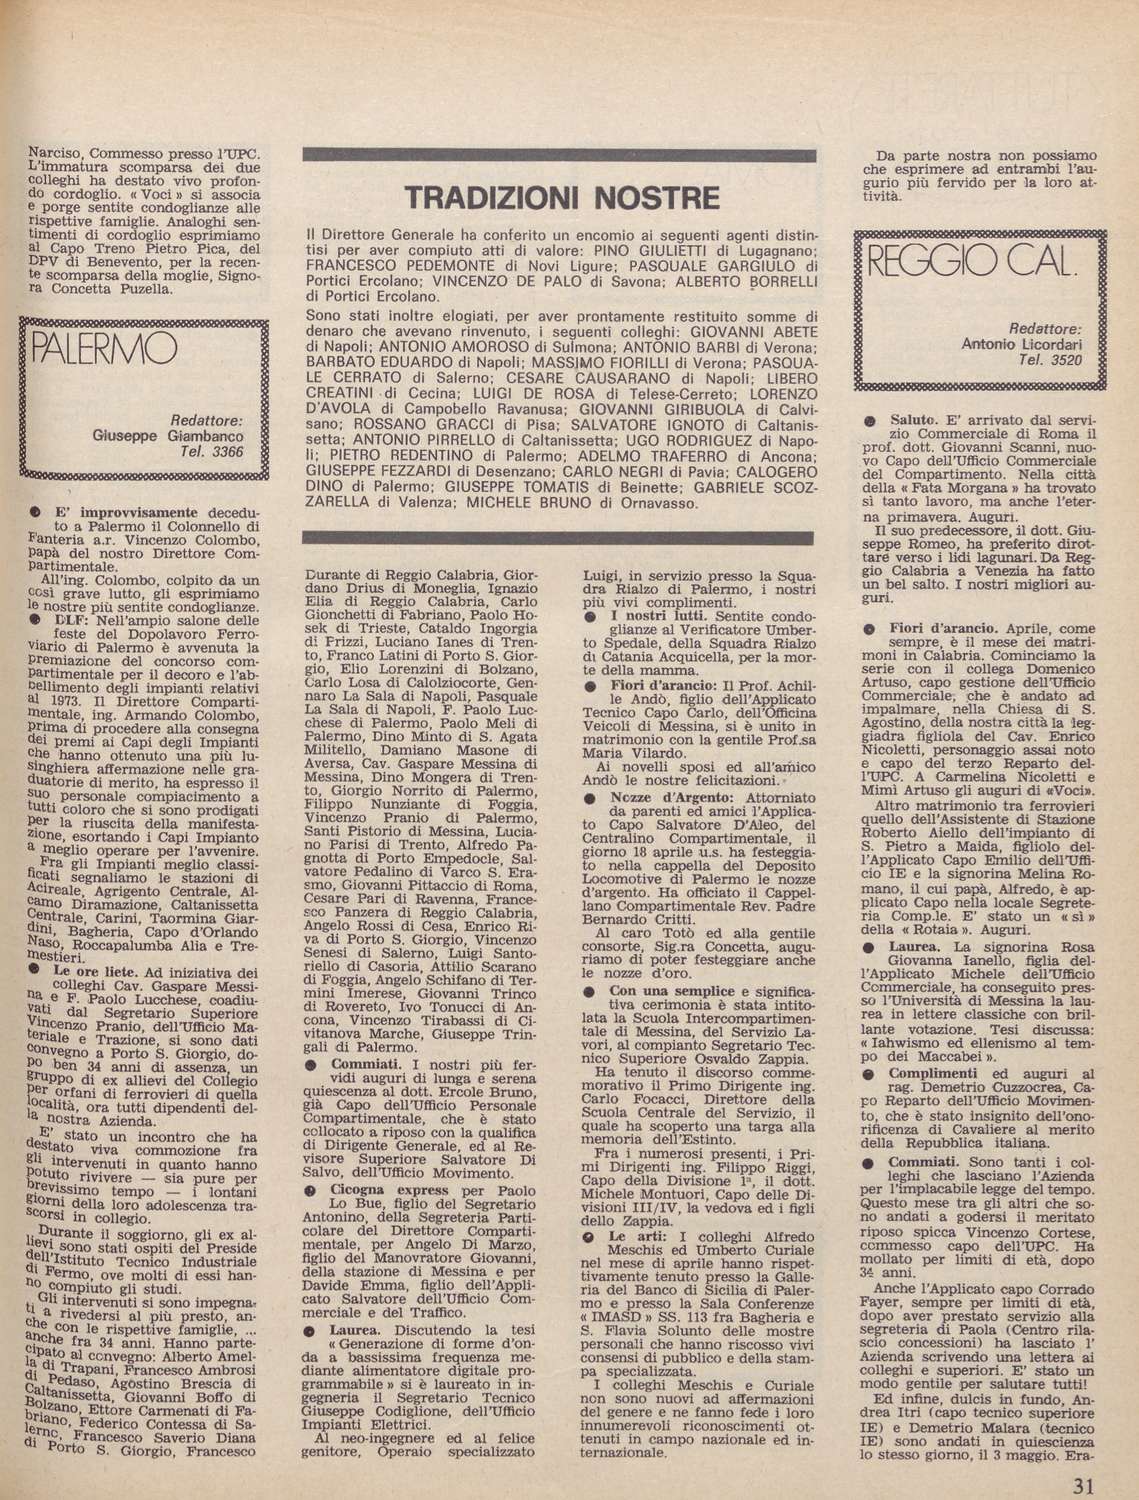 Narciso, Commesso presso l'UPC.
L'immatura scomparsa dei due
colleghi ha destato vivo profon-
do cordoglio. « Voci » si associa
e porge sentite condoglianze alle
rispettive famiglie. Analoghi sen-
timenti di cordoglio esprimiamo
al Capo Treno Pietro Pica, del
DPV di Benevento, per la recen-
te scomparsa della moglie, Signo-
ra Concetta Puzella.
PALERMO
Redattore:
Giuseppe Giambanco
Tel. 3366
● E' improvvisamente decedu-
to a Palermo il Colonnello di
Fanteria a.r. Vincenzo Colombo,
papà del nostro Direttore Com-
partimentale.
All'ing. Colombo, colpito da un
così grave lutto, gli esprimiamo
le nostre più sentite condoglianze.
● DLF: Nell'ampio salone delle
feste del Dopolavoro Ferro-
viario di Palermo è avvenuta la
premiazione del concorso com-
partimentale per il decoro e l'ab-
bellimento degli impianti relativi
al 1973. Il Direttore Comparti-
mentale, ing. Armando Colombo,
prima di procedere alla consegna
dei premi ai Capi degli Impianti
che hanno ottenuto una più lu-
singhiera affermazione nelle gra-
duatorie di merito, ha espresso il
suo personale compiacimento a
tutti coloro che si sono prodigati
per la riuscita della manifesta-
zione, esortando i Capi Impianto
a meglio operare per l'avvenire.
Fra gli Impianti meglio classi-
ficati segnaliamo le stazioni di
Acireale, Agrigento Centrale, Al-
camo Diramazione, Caltanissetta
Centrale, Carini, Taormina Giar-
dini, Bagheria, Capo d'Orlando
Naso, Roccapalumba Alia e Tre-
mestieri.
● Le ore liete. Ad iniziativa dei
colleghi Cav. Gaspare Messi-
na e F. Paolo Lucchese, coadiu-
vati dal Segretario Superiore
Vincenzo Pranio, dell'Ufficio Ma-
teriale e Trazione, si sono dati
convegno a Porto S. Giorgio, do-
po ben 34 anni di assenza, un
gruppo di ex allievi del Collegio
per orfani di ferrovieri di quella
località, ora tutti dipendenti del-
la nostra Azienda.
E' stato un incontro che ha
destato viva commozione fra
gli intervenuti in quanto hanno
potuto rivivere — sia pure per
brevissimo tempo — i lontani
giorni della loro adolescenza tra-
scorsi in collegio.
Durante il soggiorno, gli ex al-
lievi sono stati ospiti del Preside
dell'Istituto Tecnico Industriale
di Fermo, ove molti di essi han-
no compiuto gli studi.
Gli intervenuti si sono impegna-
ti a rivedersi al più presto, an-
che con le rispettive famiglie, ...
anche fra 34 anni. Hanno parte-
cipato al convegno: Alberto Amel-
la di Trapani, Francesco Ambrosi
di Pedaso, Agostino Brescia di
Caltanissetta, Giovanni Boffo di
Bolzano, Ettore Carmenati di Fa-
briano, Federico Contessa di Sa-
lerno, Francesco Saverio Diana
di Porto S. Giorgio, Francesco
TRADIZIONI NOSTRE
Il Direttore Generale ha conferito un encomio ai seguenti agenti distin-
tisi per aver compiuto atti di valore: PINO GIULIETTI di Lugagnano;
FRANCESCO PEDEMONTE di Novi Ligure; PASQUALE GARGIULO di
Portici Ercolano; VINCENZO DE PALO di Savona; ALBERTO BORRELLI
di Portici Ercolano.
Sono stati inoltre elogiati, per aver prontamente restituito somme di
denaro che avevano rinvenuto, i seguenti colleghi: GIOVANNI ABETE
di Napoli; ANTONIO AMOROSO di Sulmona; ANTONIO BARBI di Verona;
BARBATO EDUARDO di Napoli; MASSIMO FIORILLI di Verona; PASQUA-
LE CERRATO di Salerno; CESARE CAUSARANO di Napoli; LIBERO
CREATINI di Cecina; LUIGI DE ROSA di Telese-Cerreto; LORENZO
D'AVOLA di Campobello Ravanusa; GIOVANNI GIRIBUOLA di Calvi-
sano; ROSSANO GRACCI di Pisa; SALVATORE IGNOTO di Caltanis-
setta; ANTONIO PIRRELLO di Caltanissetta; UGO RODRIGUEZ di Napo-
li; PIETRO REDENTINO di Palermo; ADELMO TRAFERRO di Ancona;
GIUSEPPE FEZZARDI di Desenzano; CARLO NEGRI di Pavia; CALOGERO
DINO di Palermo; GIUSEPPE TOMATIS di Beinette; GABRIELE SCOZ-
ZARELLA di Valenza; MICHELE BRUNO di Ornavasso.
Durante di Reggio Calabria, Gior-
dano Drius di Moneglia, Ignazio
Elia di Reggio Calabria, Carlo
Gionchetti di Fabriano, Paolo Ho-
sek di Trieste, Cataldo Ingorgia
di Frizzi, Luciano Ianes di Tren-
to, Franco Latini di Porto S. Gior-
gio, Elio Lorenzini di Bolzano,
Carlo Losa di Calolziocorte, Gen-
naro La Sala di Napoli, Pasquale
La Sala di Napoli, F. Paolo Luc-
chese di Palermo, Paolo Meli di
Palermo, Dino Minto di S. Agata
Militello, Damiano Masone di
Aversa, Cav. Gaspare Messina di
Messina, Dino Mongera di Tren-
to, Giorgio Norrito di Palermo,
Filippo Nunziante di Foggia,
Vincenzo Pranio di Palermo,
Santi Pistorio di Messina, Lucia-
no Parisi di Trento, Alfredo Pa-
gnotta di Porto Empedocle, Sal-
vatore Pedalino di Varco S. Era-
smo, Giovanni Pittaccio di Roma,
Cesare Pari di Ravenna, France-
sco Panzera di Reggio Calabria,
Angelo Rossi di Cesa, Enrico Ri-
va di Porto S. Giorgio, Vincenzo
Senesi di Salerno, Luigi Santo-
riello di Casoria, Attilio Scarano
di Foggia, Angelo Schifano di Ter-
mini Imerese, Giovanni Trinco
di Rovereto, Ivo Tonucci di An-
cona, Vincenzo Tirabassi di Ci-
vitanova Marche, Giuseppe Trin-
gali di Palermo.
● Commiati. I nostri più fer-
vidi auguri di lunga e serena
quiescenza al dott. Ercole Bruno,
già Capo dell'Ufficio Personale
Compartimentale, che è stato
collocato a riposo con la qualifica
di Dirigente Generale, ed al Re-
visore Superiore Salvatore Di
Salvo, dell'Ufficio Movimento.
● Cicogna express per Paolo
Lo Bue, figlio del Segretario
Antonino, della Segreteria Parti-
colare del Direttore Comparti-
mentale, per Angelo Di Marzo,
figlio del Manovratore Giovanni,
della stazione di Messina e per
Davide Emma, figlio dell'Appli-
cato Salvatore dell'Ufficio Com-
merciale e del Traffico.
● Laurea. Discutendo la tesi
« Generazione di forme d'on-
da a bassissima frequenza me-
diante alimentatore digitale pro-
grammabile » si è laureato in in-
gegneria il Segretario Tecnico
Giuseppe Codiglione, dell'Ufficio
Impianti Elettrici.
Al neo-ingegnere ed al felice
genitore, Operaio specializzato
Luigi, in servizio presso la Squa-
dra Rialzo di Palermo, i nostri
più vivi complimenti.
● I nostri lutti. Sentite condo-
glianze al Verificatore Umber-
to Spedale, della Squadra Rialzo
di Catania Acquicella, per la mor-
te della mamma.
● Fiori d'arancio: Il Prof. Achil-
le Andò, figlio dell'Applicato
Tecnico Capo Carlo, dell'Officina
Veicoli di Messina, si è unito in
matrimonio con la gentile Prof.sa
Maria Vilardo.
Ai novelli sposi ed all'amico
Andò le nostre felicitazioni.
● Nozze d'Argento: Attorniato
da parenti ed amici l'Applica-
to Capo Salvatore D'Aleo, del
Centralino Compartimentale, il
giorno 18 aprile u.s. ha festeggia-
to nella cappella del Deposito
Locomotive di Palermo le nozze
d'argento. Ha officiato il Cappel-
lano Compartimentale Rev. Padre
Bernardo Critti.
Al caro Totò ed alla gentile
consorte, Sig.ra Concetta, augu-
riamo di poter festeggiare anche
le nozze d'oro.
● Con una semplice e significa-
tiva cerimonia è stata intito-
lata la Scuola Intercompartimen-
tale di Messina, del Servizio La-
vori, al compianto Segretario Tec-
nico Superiore Osvaldo Zappia.
Ha tenuto il discorso comme-
morativo il Primo Dirigente ing.
Carlo Focacci, Direttore della
Scuola Centrale del Servizio, il
quale ha scoperto una targa alla
memoria dell'Estinto.
Fra i numerosi presenti, i Pri-
mi Dirigenti ing. Filippo Riggi,
Capo della Divisione 1ª, il dott.
Michele Montuori, Capo delle Di-
visioni III/IV, la vedova ed i figli
dello Zappia.
● Le arti: I colleghi Alfredo
Meschis ed Umberto Curiale
nel mese di aprile hanno rispet-
tivamente tenuto presso la Galle-
ria del Banco di Sicilia di Paler-
mo e presso la Sala Conferenze
« IMASD » SS. 113 fra Bagheria e
S. Flavia Solunto delle mostre
personali che hanno riscosso vivi
consensi di pubblico e della stam-
pa specializzata.
I colleghi Meschis e Curiale
non sono nuovi ad affermazioni
del genere e ne fanno fede i loro
innumerevoli riconoscimenti ot-
tenuti in campo nazionale ed in-
ternazionale.
Da parte nostra non possiamo
che esprimere ad entrambi l'au-
gurio più fervido per la loro at-
tività.
REGGIO CAL.
Redattore:
Antonio Licordari
Tel. 3520
● Saluto. E' arrivato dal servi-
zio Commerciale di Roma il
prof. dott. Giovanni Scanni, nuo-
vo Capo dell'Ufficio Commerciale
del Compartimento. Nella città
della « Fata Morgana » ha trovato
sì tanto lavoro, ma anche l'eter-
na primavera. Auguri.
Il suo predecessore, il dott. Giu-
seppe Romeo, ha preferito dirot-
tare verso i lidi lagunari. Da Reg-
gio Calabria a Venezia ha fatto
un bel salto. I nostri migliori au-
guri.
● Fiori d'arancio. Aprile, come
sempre, è il mese dei matri-
moni in Calabria. Cominciamo la
serie con il collega Domenico
Artuso, capo gestione dell'Ufficio
Commerciale, che è andato ad
impalmare, nella Chiesa di S.
Agostino, della nostra città la leg-
giadra figliola del Cav. Enrico
Nicoletti, personaggio assai noto
e capo del terzo Reparto del-
l'UPC. A Carmelina Nicoletti e
Mimì Artuso gli auguri di «Voci».
Altro matrimonio tra ferrovieri
quello dell'Assistente di Stazione
Roberto Aiello dell'impianto di
S. Pietro a Maida, figliolo del-
l'Applicato Capo Emilio dell'Uffi-
cio IE e la signorina Melina Ro-
mano, il cui papà, Alfredo, è ap-
plicato Capo nella locale Segrete-
ria Comp.le. E' stato un « sì »
della « Rotaia ». Auguri.
● Laurea. La signorina Rosa
Giovanna Ianello, figlia del-
l'Applicato Michele dell'Ufficio
Commerciale, ha conseguito pres-
so l'Università di Messina la lau-
rea in lettere classiche con bril-
lante votazione. Tesi discussa:
« Iahwismo ed ellenismo al tem-
po dei Maccabei ».
● Complimenti ed auguri al
rag. Demetrio Cuzzocrea, Ca-
po Reparto dell'Ufficio Movimen-
to, che è stato insignito dell'ono-
rificenza di Cavaliere al merito
della Repubblica italiana.
● Commiati. Sono tanti i col-
leghi che lasciano l'Azienda
per l'implacabile legge del tempo.
Questo mese tra gli altri che so-
no andati a godersi il meritato
riposo spicca Vincenzo Cortese,
commesso capo dell'UPC. Ha
mollato per limiti di età, dopo
34 anni.
Anche l'Applicato capo Corrado
Fayer, sempre per limiti di età,
dopo aver prestato servizio alla
segreteria di Paola (Centro rila-
scio concessioni) ha lasciato l'
Azienda scrivendo una lettera ai
colleghi e superiori. E' stato un
modo gentile per salutare tutti!
Ed infine, dulcis in fundo, An-
drea Itri (capo tecnico superiore
IE) e Demetrio Malara (tecnico
IE) sono andati in quiescienza
lo stesso giorno, il 3 maggio. Era-
31